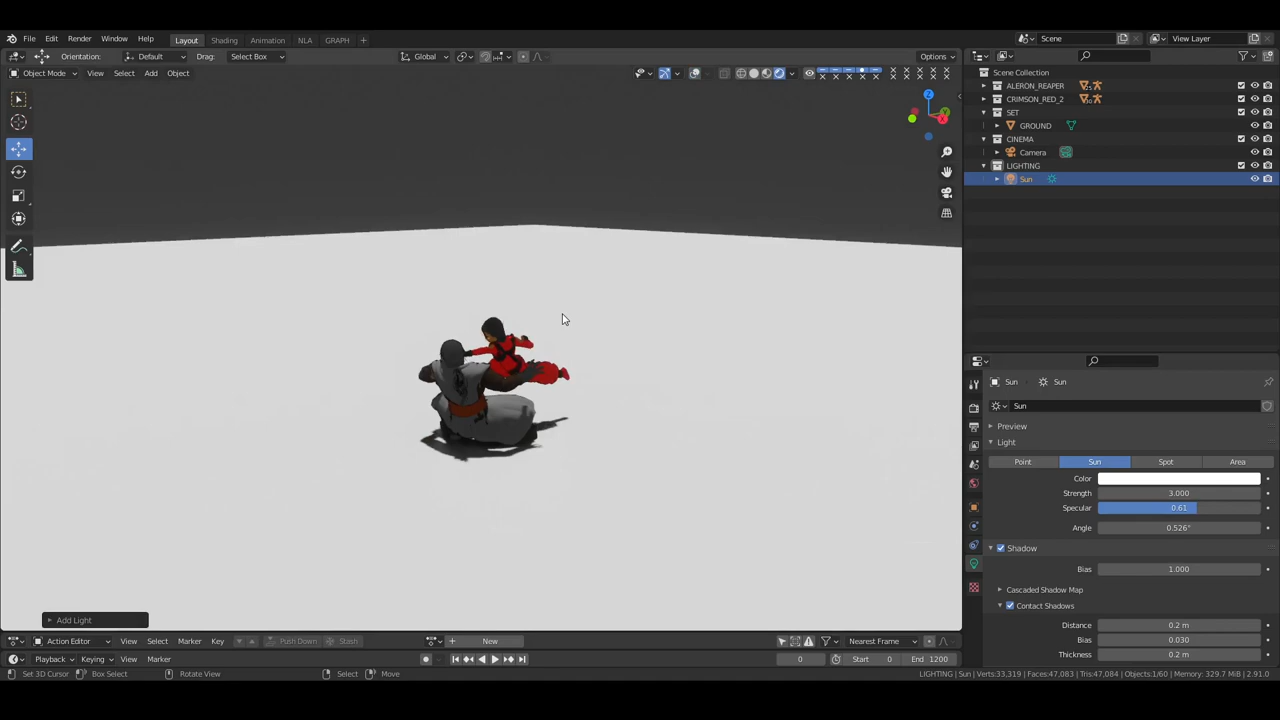 File Edit Render Window Help Layout Shading Animation NLA GRAPH + Scene View Layer
Orientation: Default Drag: Select Box Global Options
Object Mode View Select Add Object
Scene Collection
ALERON_REAPER
CRIMSON_RED_2
SET
GROUND
CINEMA
Camera
LIGHTING
Sun
Sun Sun
Sun
Preview
Light
Point Sun Spot Area
Color
Strength 3.000
Specular 0.61
Angle 0.526°
Shadow
Bias 1.000
Cascaded Shadow Map
Contact Shadows
Distance 0.2 m
Bias 0.030
Thickness 0.2 m
Add Light
Action Editor View Select Marker Key Push Down Stash + New Nearest Frame
Playback Keying View Marker 0 Start 0 End 1200
Set 3D Cursor Box Select Rotate View Select Move LIGHTING | Sun | Verts:33,319 | Faces:47,083 | Tris:47,084 | Objects:1/60 | Memory: 329.7 MiB | 2.91.0